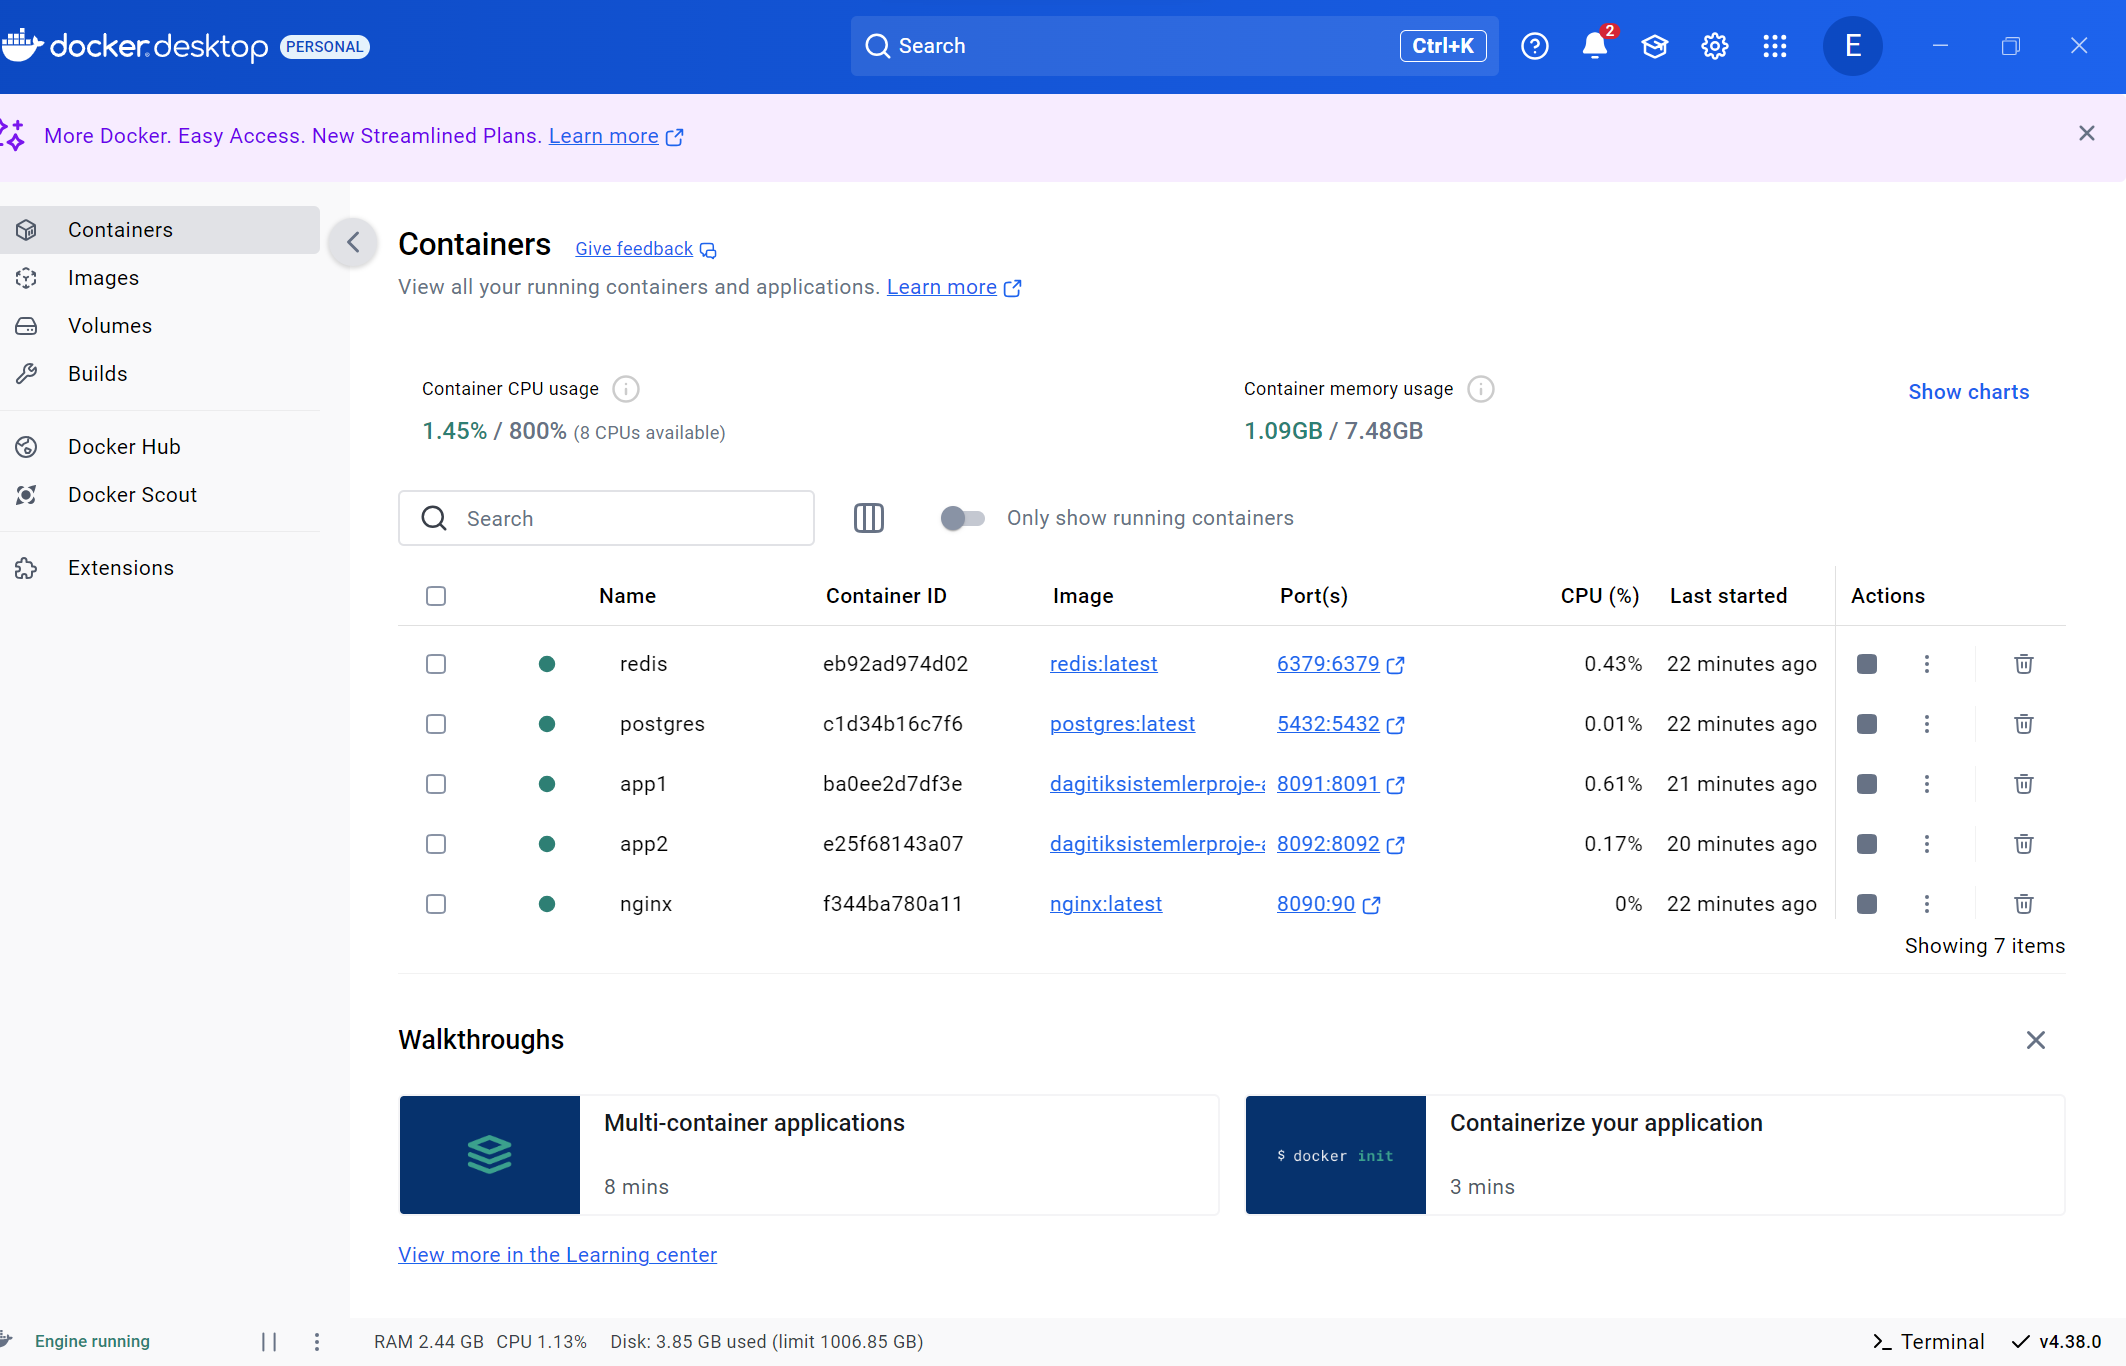 docker desktop PERSONAL
Search Ctrl+K
2
E
More Docker. Easy Access. New Streamlined Plans. Learn more
Containers
Images
Volumes
Builds
Docker Hub
Docker Scout
Extensions
Containers Give feedback
View all your running containers and applications. Learn more
Container CPU usage
1.45% / 800% (8 CPUs available)
Container memory usage
1.09GB / 7.48GB
Show charts
Search
Only show running containers
Name Container ID Image Port(s) CPU (%) Last started Actions
redis eb92ad974d02 redis:latest 6379:6379 0.43% 22 minutes ago
postgres c1d34b16c7f6 postgres:latest 5432:5432 0.01% 22 minutes ago
app1 ba0ee2d7df3e dagitiksistemlerproje-a 8091:8091 0.61% 21 minutes ago
app2 e25f68143a07 dagitiksistemlerproje-a 8092:8092 0.17% 20 minutes ago
nginx f344ba780a11 nginx:latest 8090:90 0% 22 minutes ago
Showing 7 items
Walkthroughs
Multi-container applications
8 mins
$ docker init
Containerize your application
3 mins
View more in the Learning center
Engine running
RAM 2.44 GB CPU 1.13% Disk: 3.85 GB used (limit 1006.85 GB)
Terminal v4.38.0